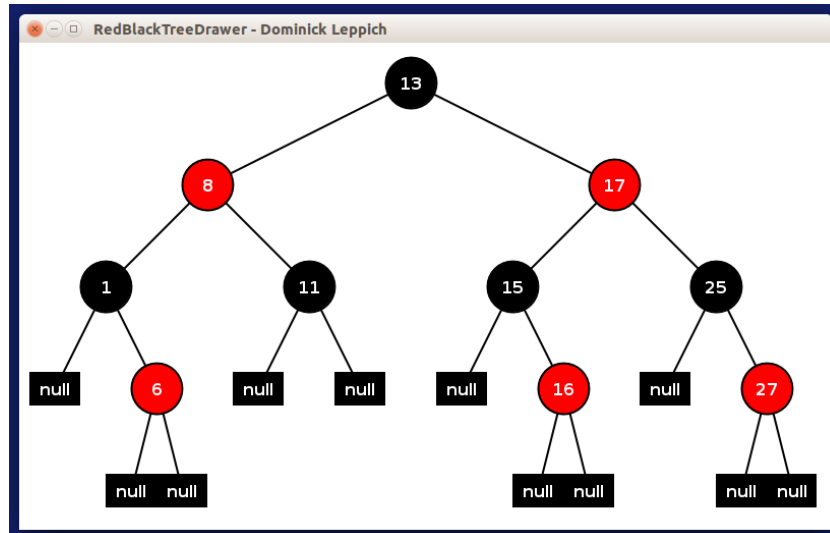 RedBlackTreeDrawer - Dominick Leppich
13
8 17
1 11 15 25
null 6 null null null 16 null 27
null null null null null null